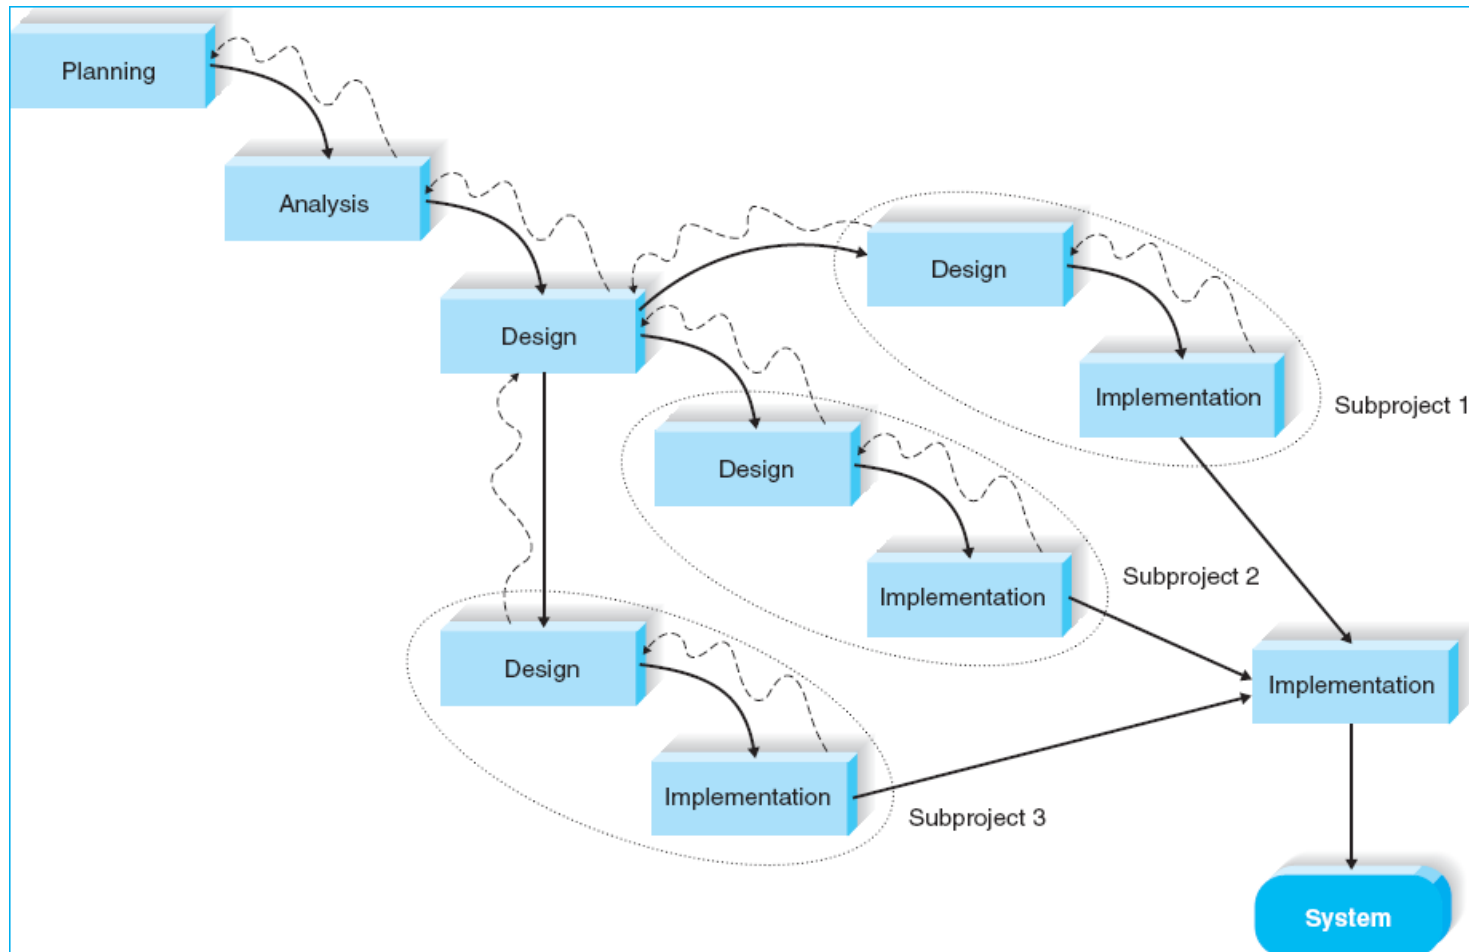 Planning
Analysis
Design
Design
Implementation
Subproject 1
Design
Implementation
Subproject 2
Design
Implementation
Subproject 3
Implementation
System